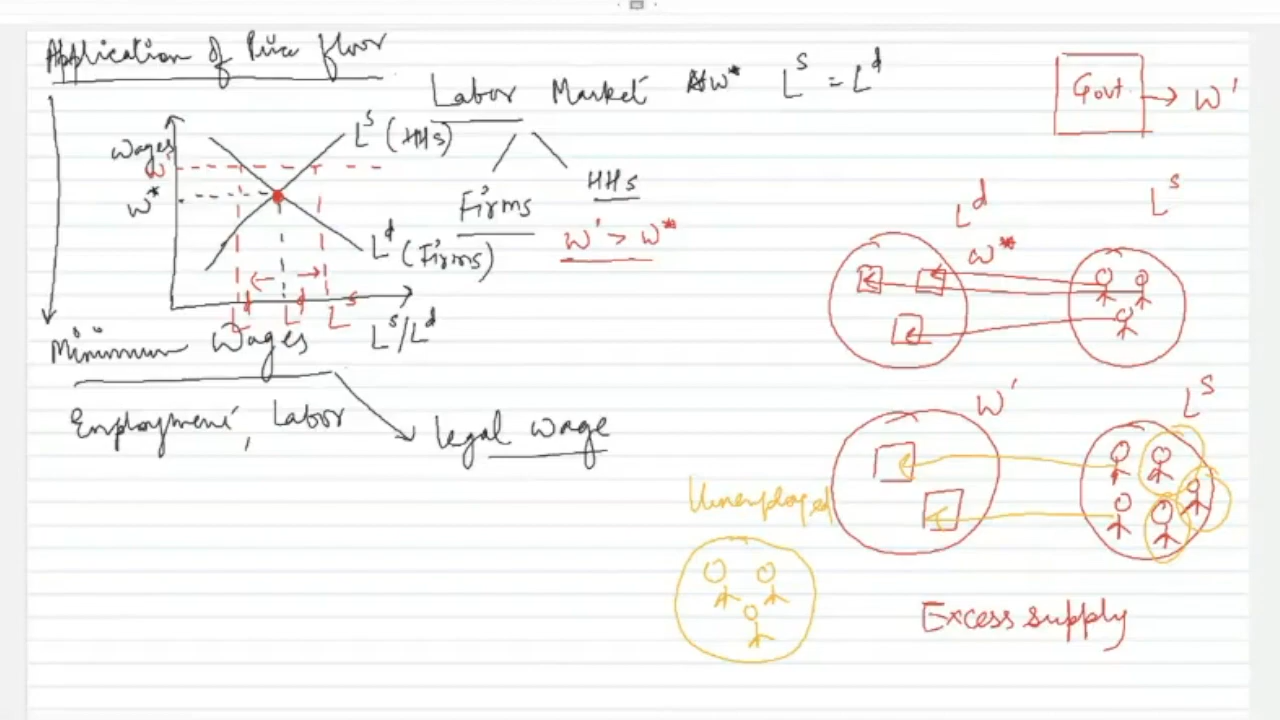 Application of Price floor
Labor Market At w* L^s = L^d
Govt. → W'
Wages
L^s (HHs)
W'
W*
Firms
HHs
W' > W*
L^d (Firms)
L^d L^d L^s
L^s/L^d
L^d
L^s
W*
Minimum Wages
Employment, Labor
legal wage
W'
L^s
Unemployed
Excess supply